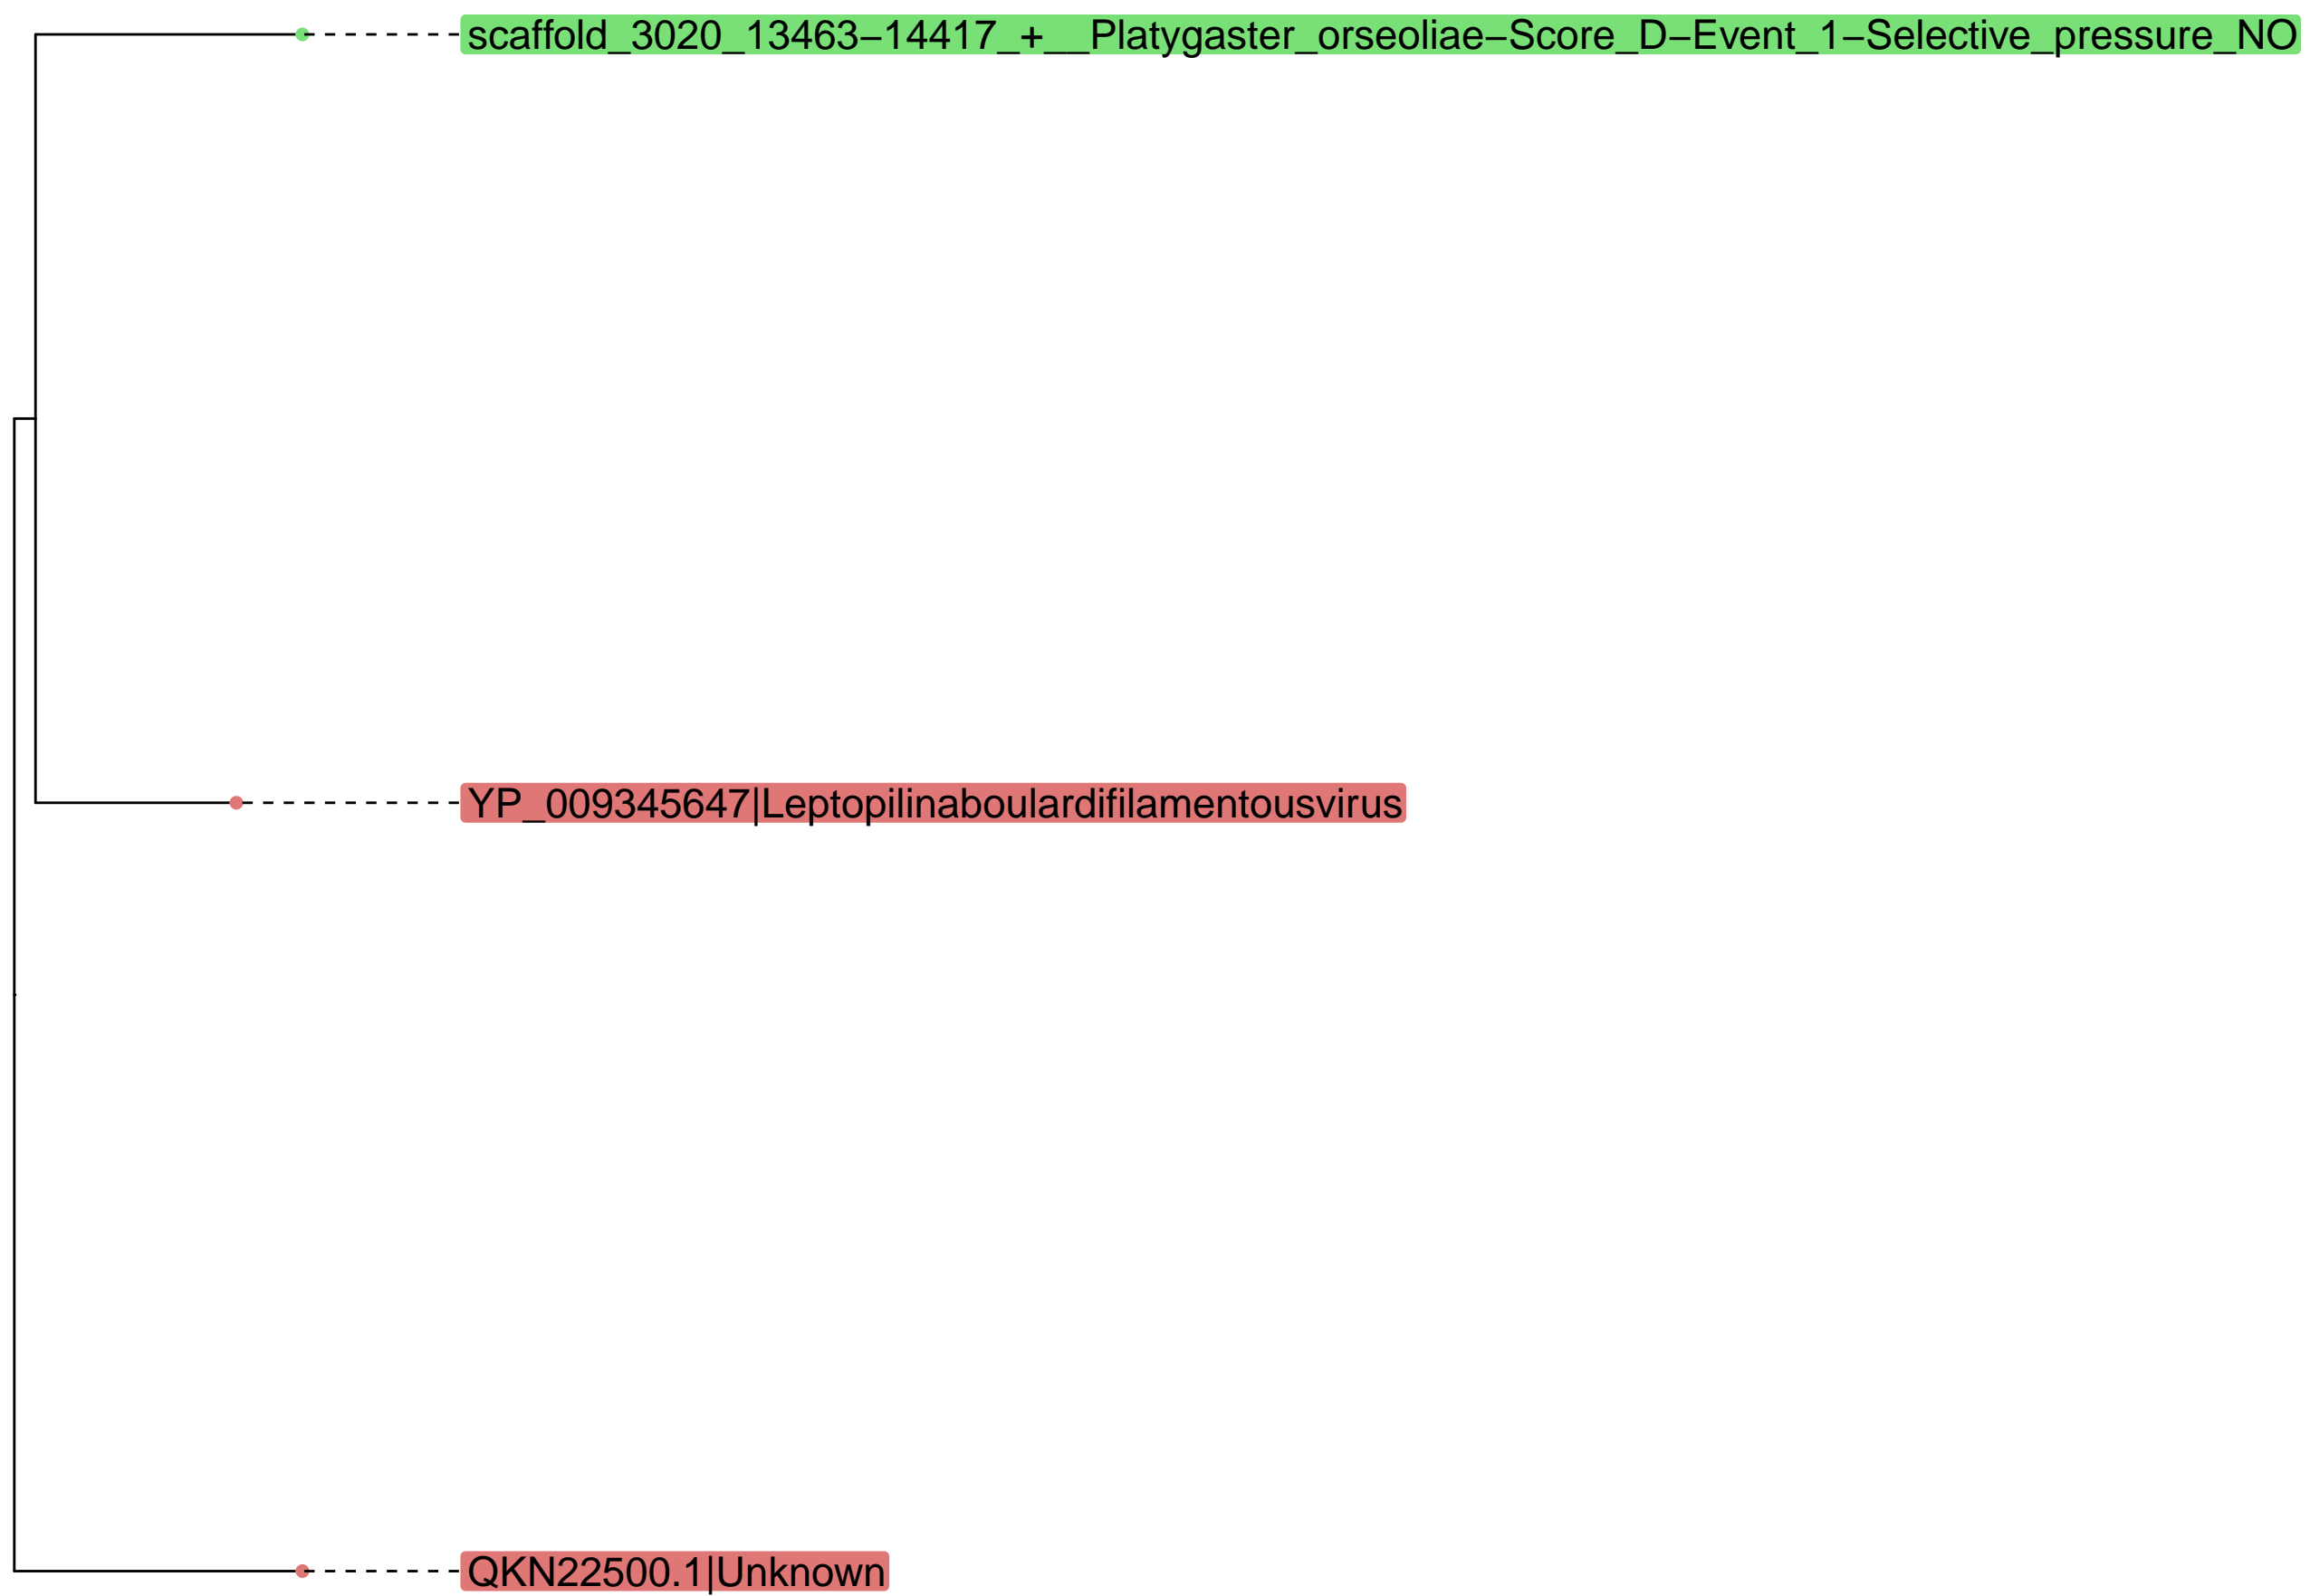 scaffold_3020_13463−14417_+__Platygaster_orseoliae−Score_D−Event_1−Selective_pressure_NO
YP_009345647|Leptopilinaboulardifilamentousvirus
QKN22500.1|Unknown